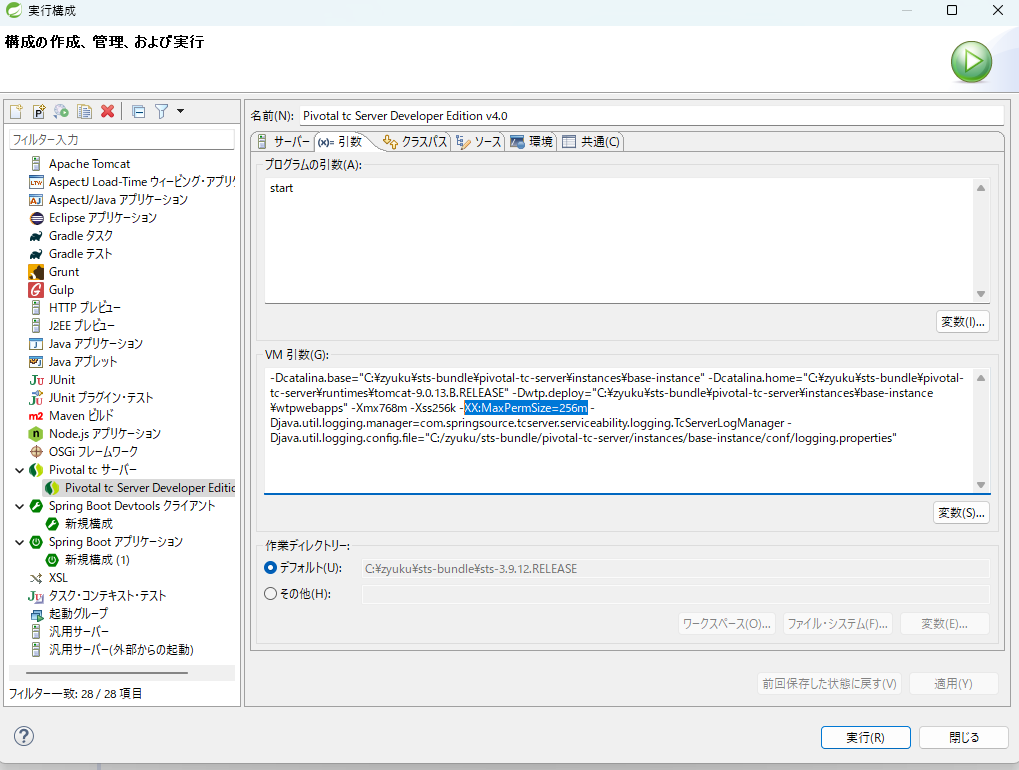 実行構成
構成の作成、管理、および実行
フィルター入力
Apache Tomcat
AspectJ Load-Time ウィービング・アプリケ
AspectJ/Java アプリケーション
Eclipse アプリケーション
Gradle タスク
Gradle テスト
Grunt
Gulp
HTTP プレビュー
J2EE プレビュー
Java アプリケーション
Java アプレット
JUnit
JUnit プラグイン・テスト
Maven ビルド
Node.js アプリケーション
OSGi フレームワーク
Pivotal tc サーバー
Pivotal tc Server Developer Editic
Spring Boot Devtools クライアント
新規構成
Spring Boot アプリケーション
新規構成 (1)
XSL
タスク・コンテキスト・テスト
起動グループ
汎用サーバー
汎用サーバー(外部からの起動)
フィルター一致: 28 / 28 項目
名前(N): Pivotal tc Server Developer Edition v4.0
サーバー (x)= 引数 クラスパス ソース 環境 共通(C)
プログラムの引数(A):
start
変数(I)...
VM 引数(G):
-Dcatalina.base="C:¥zyuku¥sts-bundle¥pivotal-tc-server¥instances¥base-instance" -Dcatalina.home="C:¥zyuku¥sts-bundle¥pivotal-
tc-server¥runtimes¥tomcat-9.0.13.B.RELEASE" -Dwtp.deploy="C:¥zyuku¥sts-bundle¥pivotal-tc-server¥instances¥base-instance
¥wtpwebapps" -Xmx768m -Xss256k -XX:MaxPermSize=256m -
Djava.util.logging.manager=com.springsource.tcserver.serviceability.logging.TcServerLogManager -
Djava.util.logging.config.file="C:/zyuku/sts-bundle/pivotal-tc-server/instances/base-instance/conf/logging.properties"
変数(S)...
作業ディレクトリー:
デフォルト(U): C:¥zyuku¥sts-bundle¥sts-3.9.12.RELEASE
その他(H):
ワークスペース(O)... ファイル・システム(F)... 変数(E)...
前回保存した状態に戻す(V) 適用(Y)
実行(R) 閉じる